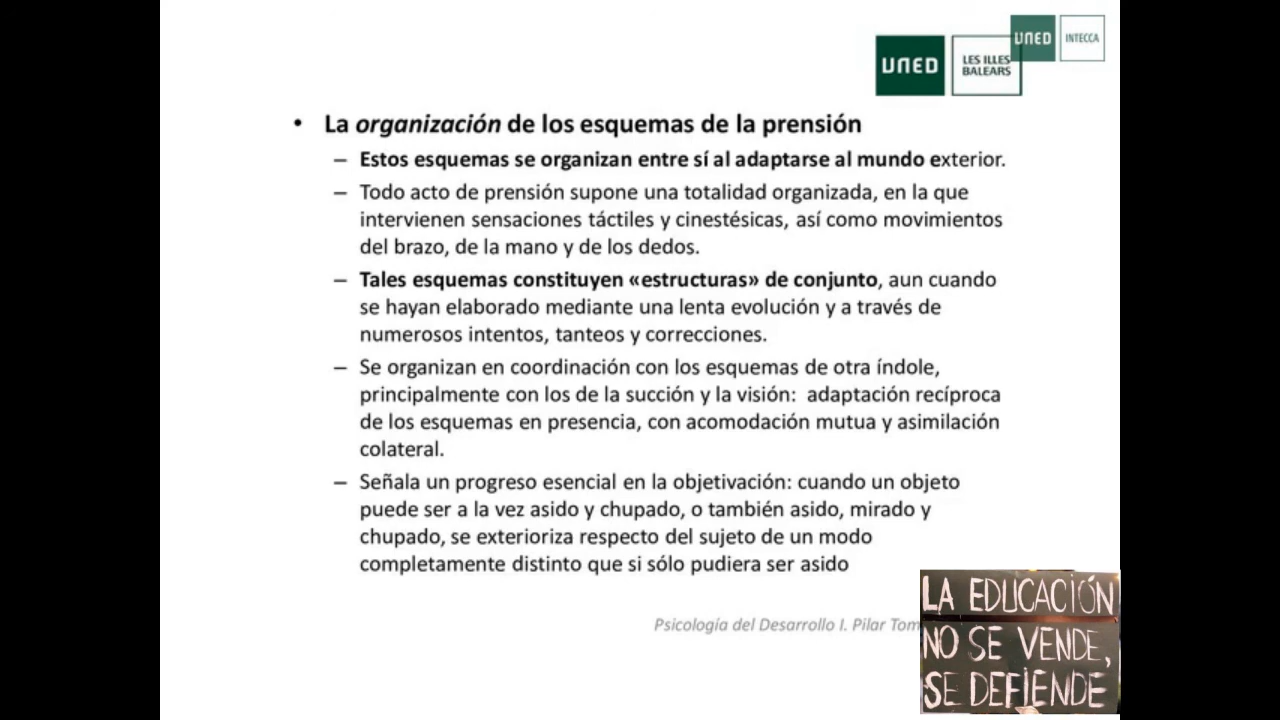 UNED
INTECCA
UNED
LES ILLES
BALEARS
• La organización de los esquemas de la prensión
– Estos esquemas se organizan entre sí al adaptarse al mundo exterior.
– Todo acto de prensión supone una totalidad organizada, en la que
intervienen sensaciones táctiles y cinestésicas, así como movimientos
del brazo, de la mano y de los dedos.
– Tales esquemas constituyen «estructuras» de conjunto, aun cuando
se hayan elaborado mediante una lenta evolución y a través de
numerosos intentos, tanteos y correcciones.
– Se organizan en coordinación con los esquemas de otra índole,
principalmente con los de la succión y la visión: adaptación recíproca
de los esquemas en presencia, con acomodación mutua y asimilación
colateral.
– Señala un progreso esencial en la objetivación: cuando un objeto
puede ser a la vez asido y chupado, o también asido, mirado y
chupado, se exterioriza respecto del sujeto de un modo
completamente distinto que si sólo pudiera ser asido
Psicología del Desarrollo I. Pilar Tom
LA EDUCACIÓN
NO SE VENDE,
SE DEFIENDE